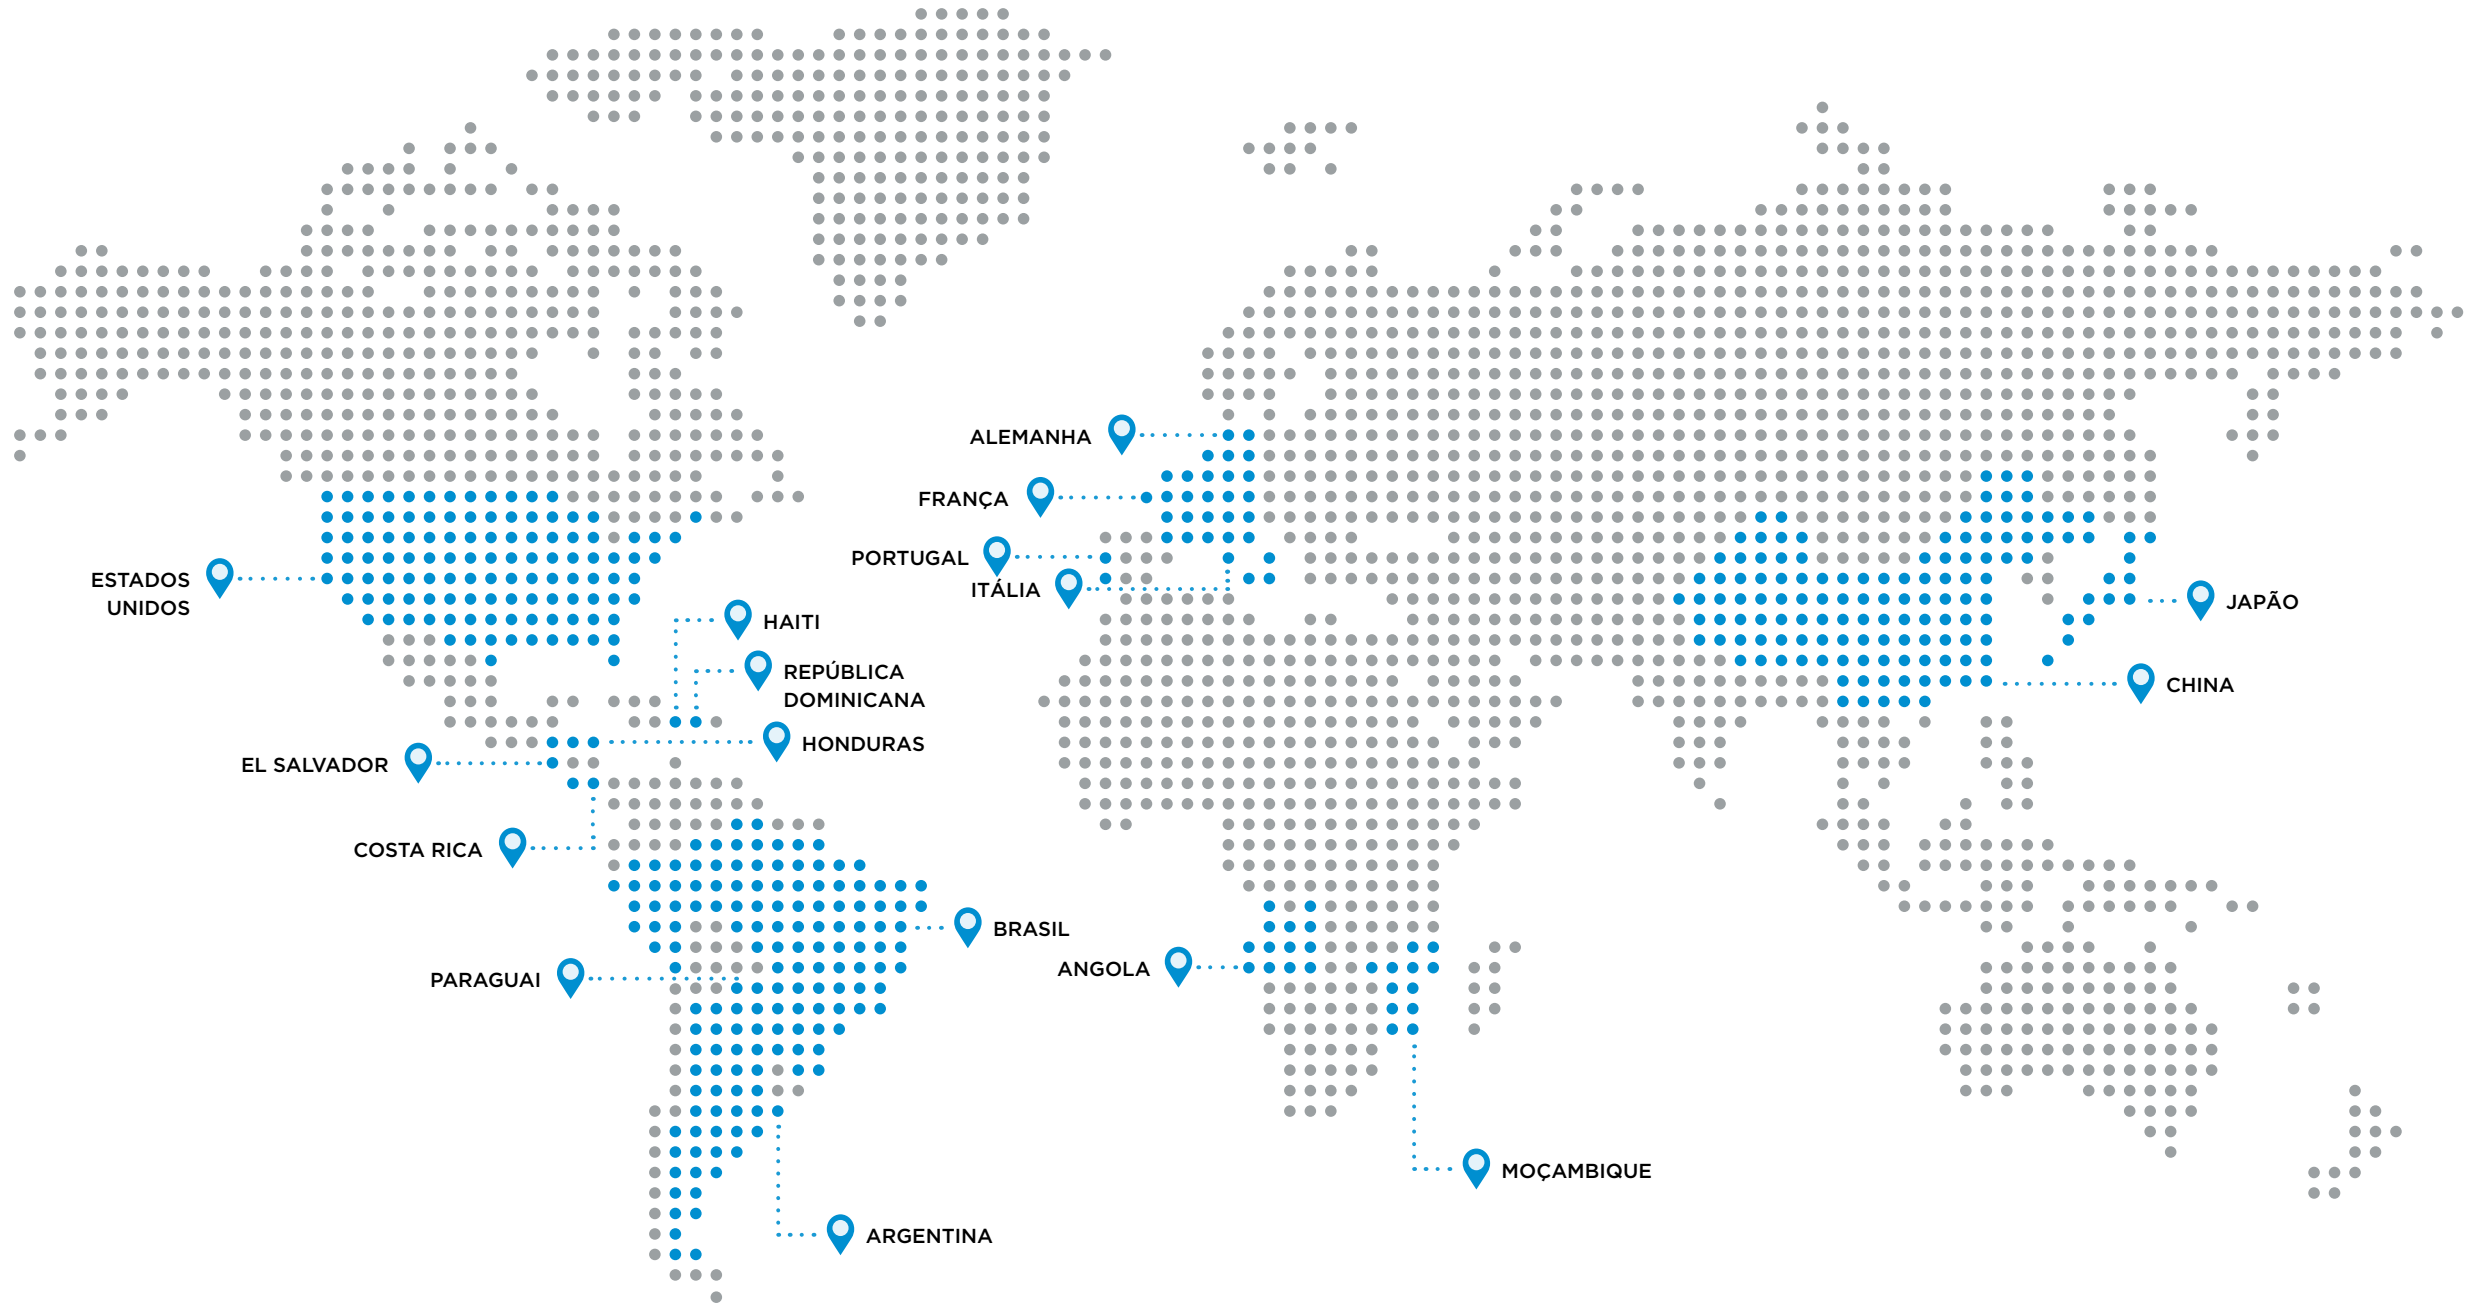 ALEMANHA
FRANÇA
PORTUGAL
ITÁLIA
ESTADOS
UNIDOS
JAPÃO
HAITI
REPÚBLICA
DOMINICANA
CHINA
HONDURAS
EL SALVADOR
COSTA RICA
BRASIL
PARAGUAI
ANGOLA
MOÇAMBIQUE
ARGENTINA